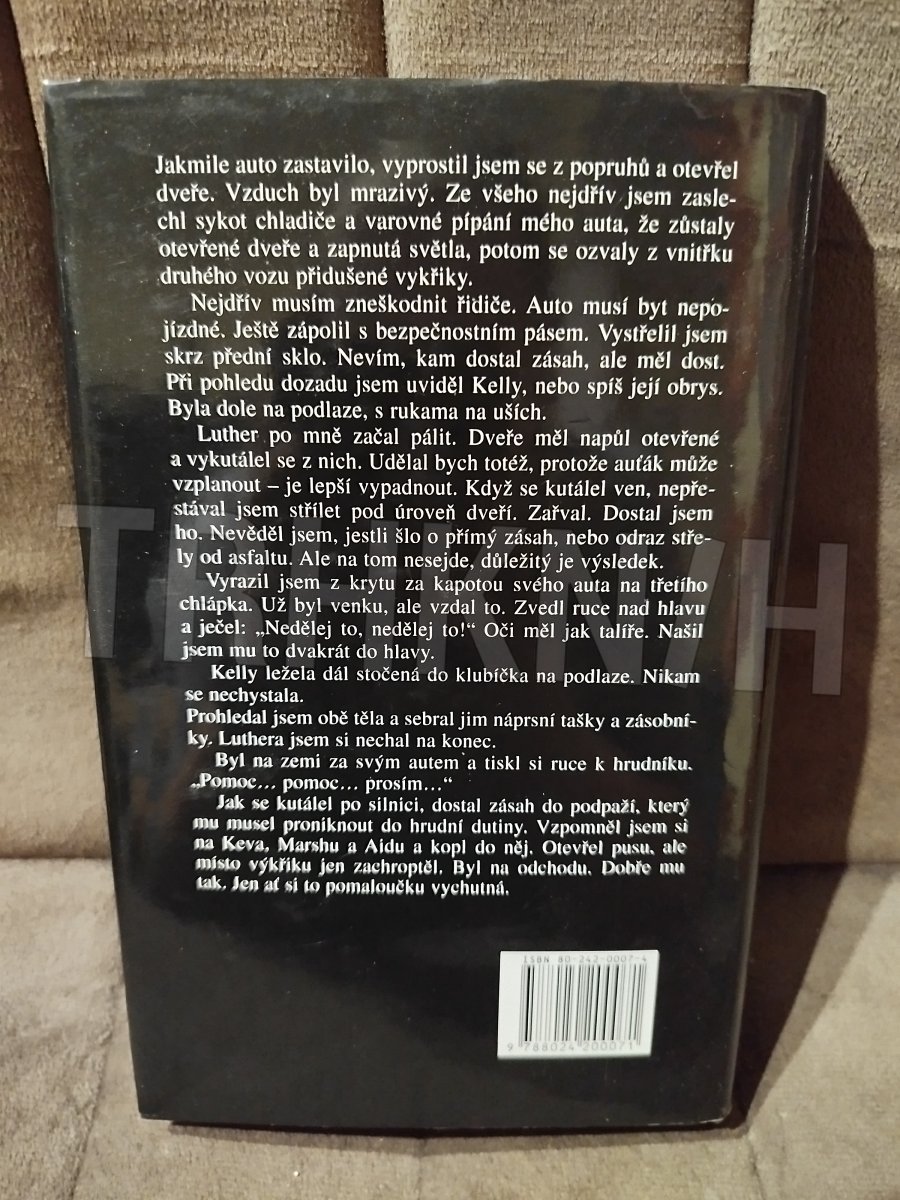 Jakmile auto zastavilo, vyprostil jsem se z popruhů a otevřel
dveře. Vzduch byl mrazivý. Ze všeho nejdřív jsem zasle-
chl sykot chladiče a varovné pípání mého auta, že zůstaly
otevřené dveře a zapnutá světla, potom se ozvaly z vnitřku
druhého vozu přidušené vykřiky.
Nejdřív musím zneškodnit řidiče. Auto musí byt nepo-
jízdné. Ještě zápolil s bezpečnostním pásem. Vystřelil jsem
skrz přední sklo. Nevím, kam dostal zásah, ale měl dost.
Při pohledu dozadu jsem uviděl Kelly, nebo spíš její obrys.
Byla dole na podlaze, s rukama na uších.
Luther po mně začal pálit. Dveře měl napůl otevřené
a vykutálel se z nich. Udělal bych totéž, protože auťák může
vzplanout – je lepší vypadnout. Když se kutálel ven, nepře-
stával jsem střílet pod úroveň dveří. Zařval. Dostal jsem
ho. Nevěděl jsem, jestli šlo o přímý zásah, nebo odraz stře-
ly od asfaltu. Ale na tom nesejde, důležitý je výsledek.
Vyrazil jsem z krytu za kapotou svého auta na třetího
chlápka. Už byl venku, ale vzdal to. Zvedl ruce nad hlavu
a ječel: „Nedělej to, nedělej to!“ Oči měl jak talíře. Našil
jsem mu to dvakrát do hlavy.
Kelly ležela dál stočená do klubíčka na podlaze. Nikam
se nechystala.
Prohledal jsem obě těla a sebral jim náprsní tašky a zásobní-
ky. Luthera jsem si nechal na konec.
Byl na zemi za svým autem a tiskl si ruce k hrudníku.
„Pomoc... pomoc... prosím...“
Jak se kutálel po silnici, dostal zásah do podpaží, který
mu musel proniknout do hrudní dutiny. Vzpomněl jsem si
na Keva, Marshu a Aidu a kopl do něj. Otevřel pusu, ale
místo výkřiku jen zachroptěl. Byl na odchodu. Dobře mu
tak. Jen ať si to pomaloučku vychutná.
ISBN 80-242-0007-4
9 788024 200071